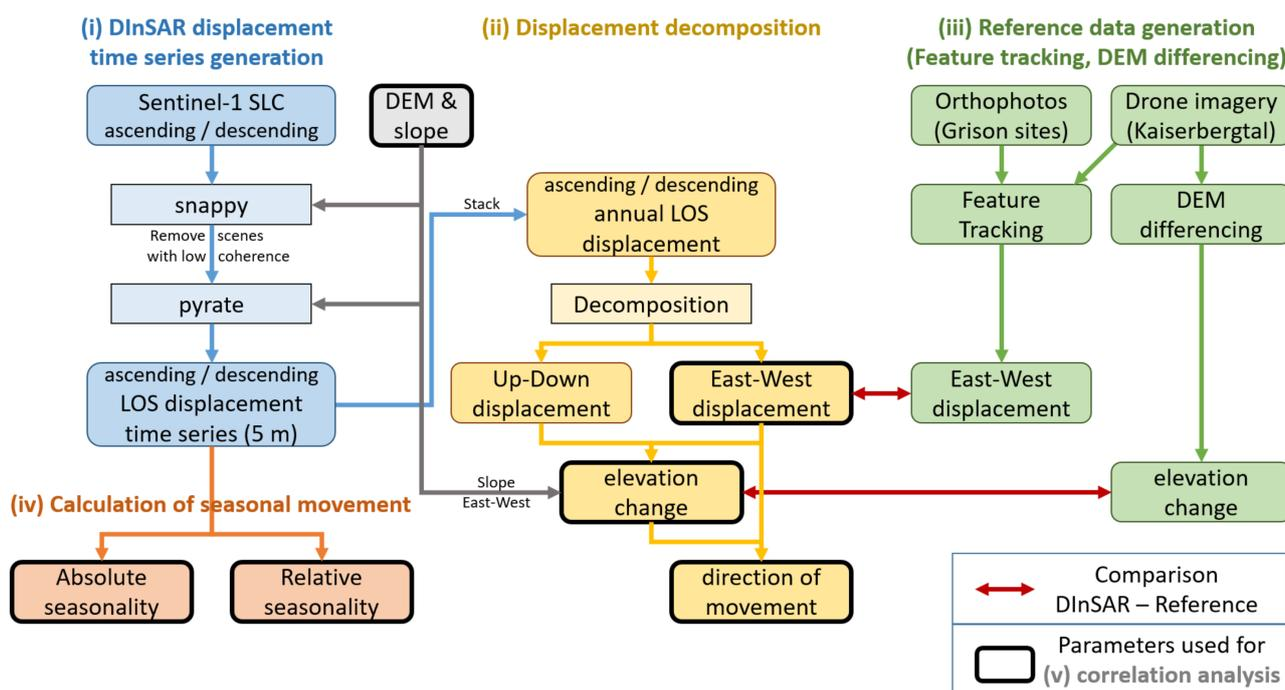 (i) DInSAR displacement
time series generation
(ii) Displacement decomposition
(iii) Reference data generation
(Feature tracking, DEM differencing)
Sentinel-1 SLC
ascending / descending
DEM &
slope
Orthophotos
(Grison sites)
Drone imagery
(Kaiserbergtal)
snappy
Stack
ascending / descending
annual LOS
displacement
Feature
Tracking
DEM
differencing
Remove scenes
with low coherence
pyrate
Decomposition
ascending / descending
LOS displacement
time series (5 m)
Up-Down
displacement
East-West
displacement
East-West
displacement
Slope
East-West
elevation
change
elevation
change
(iv) Calculation of seasonal movement
Absolute
seasonality
Relative
seasonality
direction of
movement
Comparison
DInSAR – Reference
Parameters used for
(v) correlation analysis